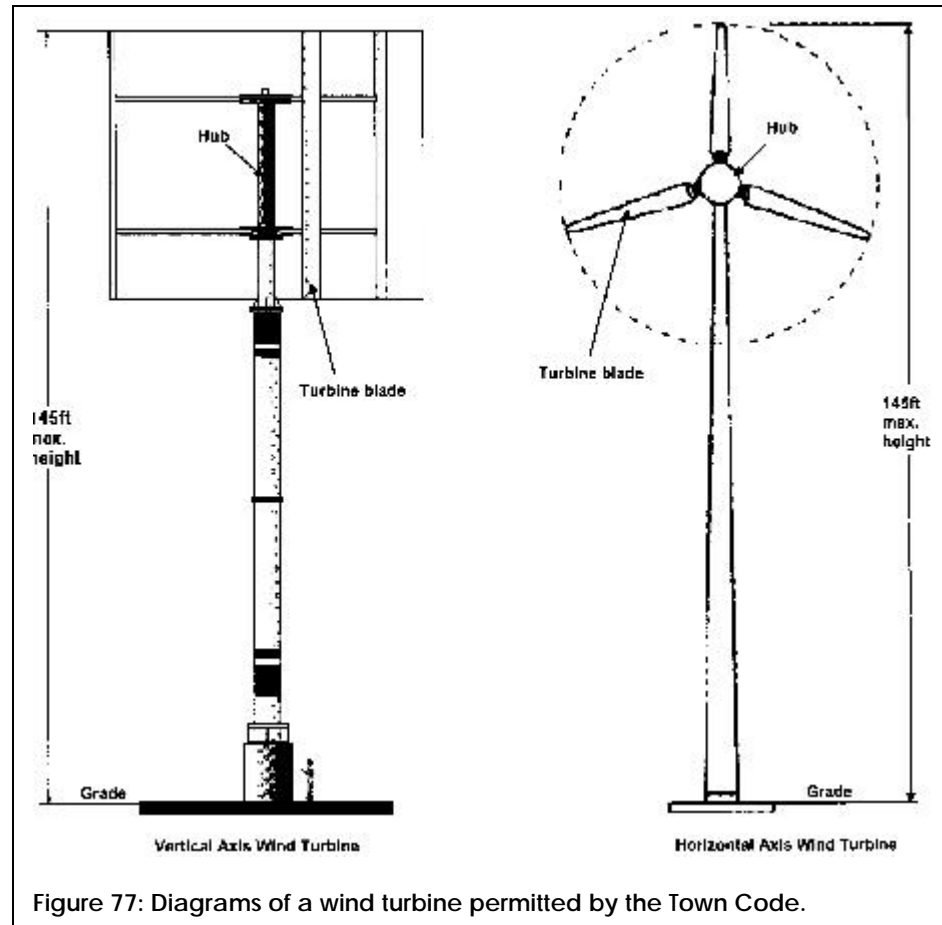 Hub
Turbine blade
145ft
max.
height
Grade
Vertical Axis Wind Turbine
Hub
Turbine blade
145ft
max.
height
Grade
Horizontal Axis Wind Turbine
Figure 77: Diagrams of a wind turbine permitted by the Town Code.